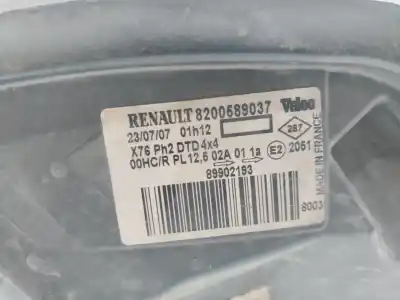 RENAULT 8200689037 Valeo
23/07/07 01h12
287
X76 Ph2 DTD 4x4
00HC/R PL12,5 02A 01 1a E2 2051
89902193
8003
MADE IN FRANCE